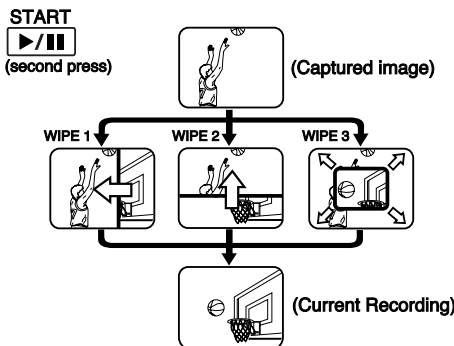 START
▶/▮▮
(second press)
(Captured image)
WIPE 1
WIPE 2
WIPE 3
(Current Recording)